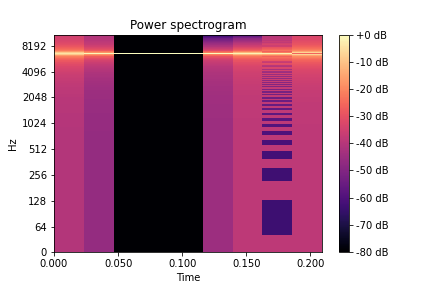 Power spectrogram
Hz
8192
4096
2048
1024
512
256
128
64
0
0.000 0.050 0.100 0.150 0.200
Time
+0 dB
-10 dB
-20 dB
-30 dB
-40 dB
-50 dB
-60 dB
-70 dB
-80 dB